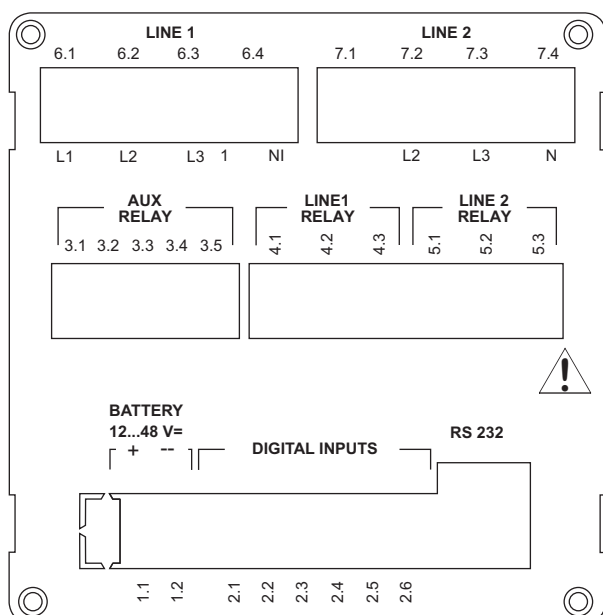 LINE 1 LINE 2
6.1 6.2 6.3 6.4 7.1 7.2 7.3 7.4
L1 L2 L3 1 NI L2 L3 N
AUX LINE1 LINE 2
RELAY RELAY RELAY
3.1 3.2 3.3 3.4 3.5 4.1 4.2 4.3 5.1 5.2 5.3
!
BATTERY
12...48 V= RS 232
+ -- DIGITAL INPUTS
1.1 1.2 2.1 2.2 2.3 2.4 2.5 2.6